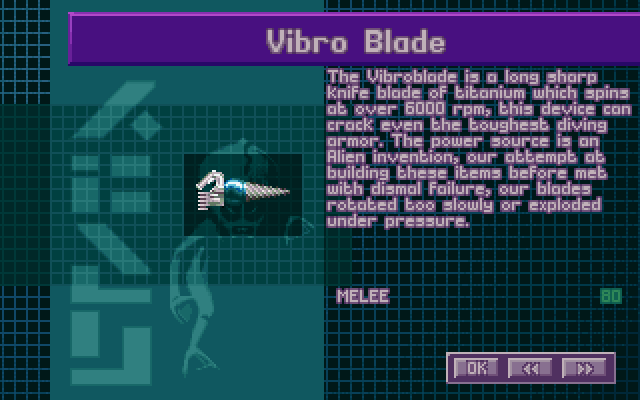 Vibro Blade
The Vibroblade is a long sharp
knife blade of titanium which spins
at over 6000 rpm, this device can
crack even the toughest diving
armor. The power source is an
Alien invention, our attempt at
building these items before met
with dismal failure, our blades
rotated too slowly or exploded
under pressure.
MELEE 80
OK